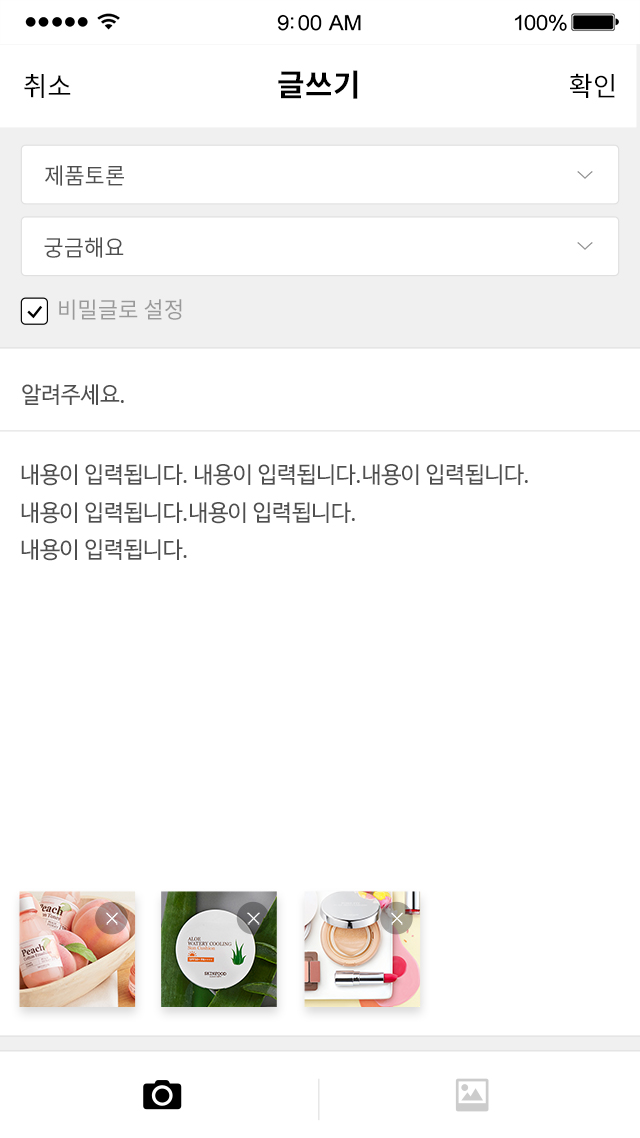 9:00 AM 100%
취소 글쓰기 확인
제품토론
궁금해요
비밀글로 설정
알려주세요.
내용이 입력됩니다. 내용이 입력됩니다.내용이 입력됩니다.
내용이 입력됩니다.내용이 입력됩니다.
내용이 입력됩니다.
Peach
Peach
ALOE
WATERY COOLING
Sun Cushion
SKINFOOD